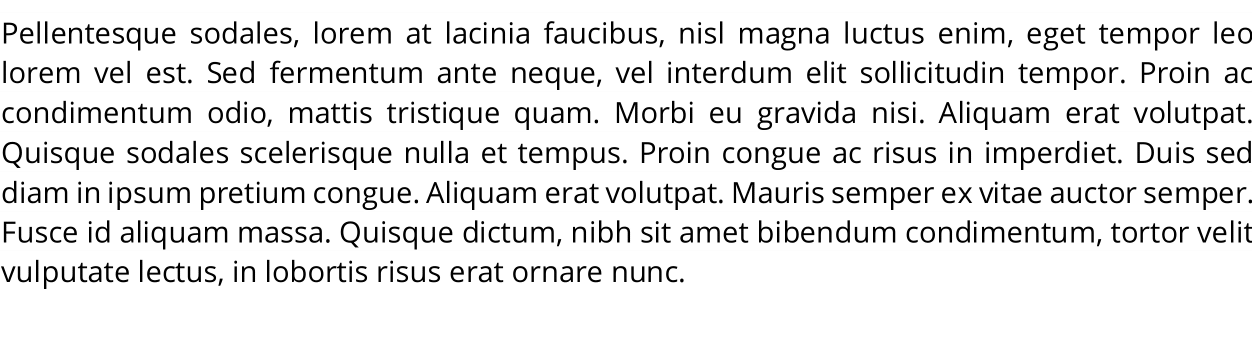 Pellentesque sodales, lorem at lacinia faucibus, nisl magna luctus enim, eget tempor leo
lorem vel est. Sed fermentum ante neque, vel interdum elit sollicitudin tempor. Proin ac
condimentum odio, mattis tristique quam. Morbi eu gravida nisi. Aliquam erat volutpat.
Quisque sodales scelerisque nulla et tempus. Proin congue ac risus in imperdiet. Duis sed
diam in ipsum pretium congue. Aliquam erat volutpat. Mauris semper ex vitae auctor semper.
Fusce id aliquam massa. Quisque dictum, nibh sit amet bibendum condimentum, tortor velit
vulputate lectus, in lobortis risus erat ornare nunc.